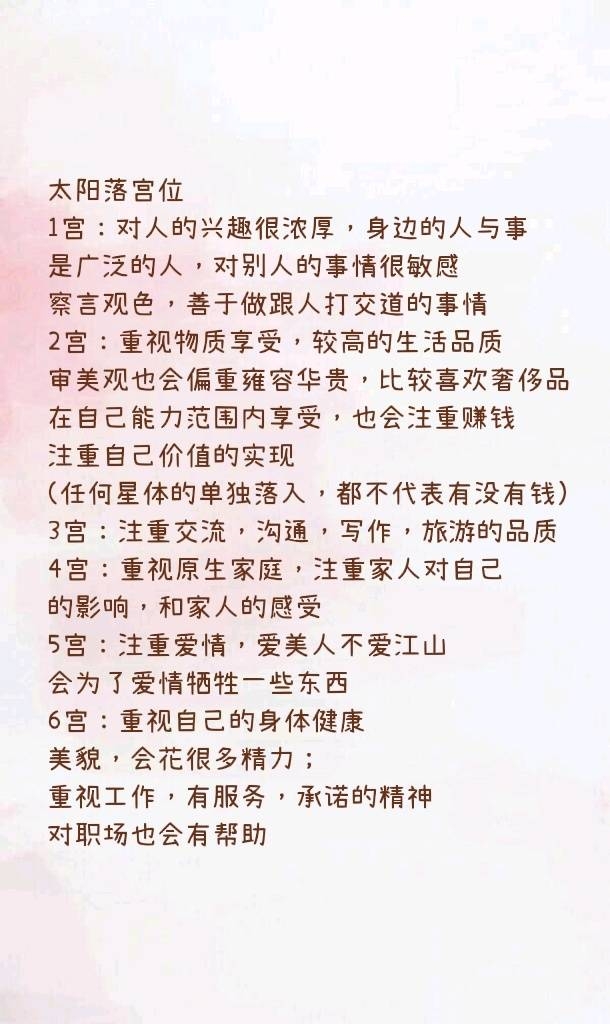 太阳落宫位
1宫：对人的兴趣很浓厚，身边的人与事
是广泛的人，对别人的事情很敏感
察言观色，善于做跟人打交道的事情
2宫：重视物质享受，较高的生活品质
审美观也会偏重雍容华贵，比较喜欢奢侈品
在自己能力范围内享受，也会注重赚钱
注重自己价值的实现
(任何星体的单独落入，都不代表有没有钱)
3宫：注重交流，沟通，写作，旅游的品质
4宫：重视原生家庭，注重家人对自己
的影响，和家人的感受
5宫：注重爱情，爱美人不爱江山
会为了爱情牺牲一些东西
6宫：重视自己的身体健康
美貌，会花很多精力；
重视工作，有服务，承诺的精神
对职场也会有帮助